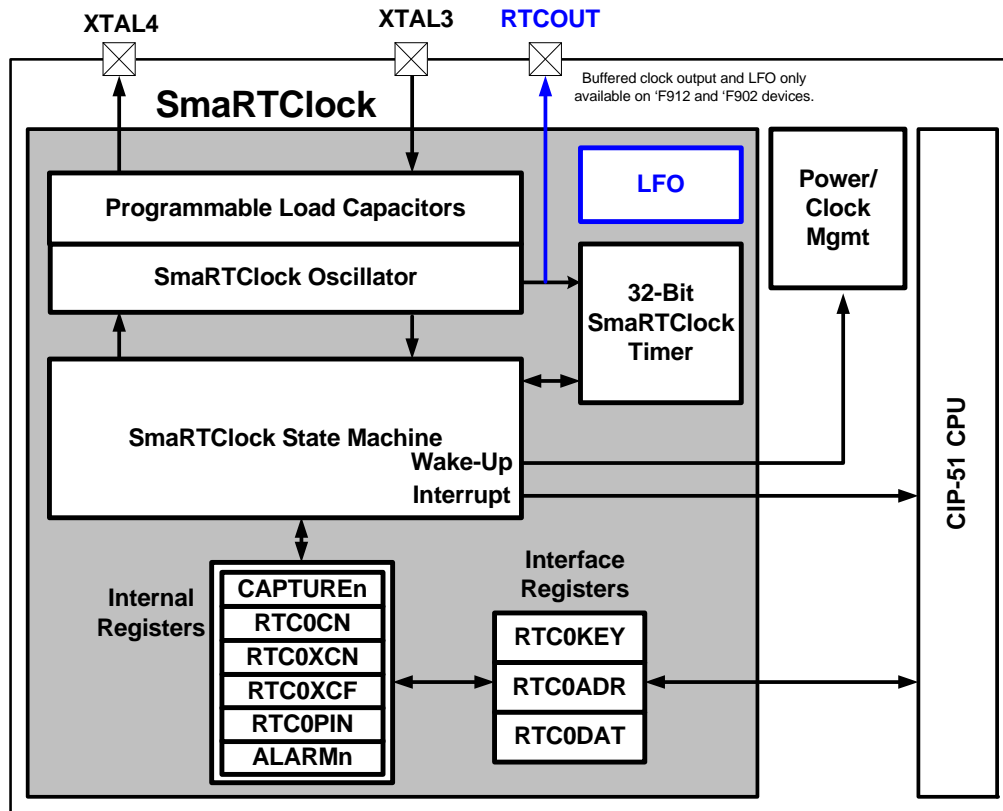 XTAL4
XTAL3
RTCOUT
Buffered clock output and LFO only
available on ‘F912 and ‘F902 devices.
SmaRTClock
LFO
Power/
Clock
Mgmt
Programmable Load Capacitors
SmaRTClock Oscillator
32-Bit
SmaRTClock
Timer
SmaRTClock State Machine
Wake-Up
Interrupt
CIP-51 CPU
Internal
Registers
CAPTUREn
RTC0CN
RTC0XCN
RTC0XCF
RTC0PIN
ALARMn
Interface
Registers
RTC0KEY
RTC0ADR
RTC0DAT